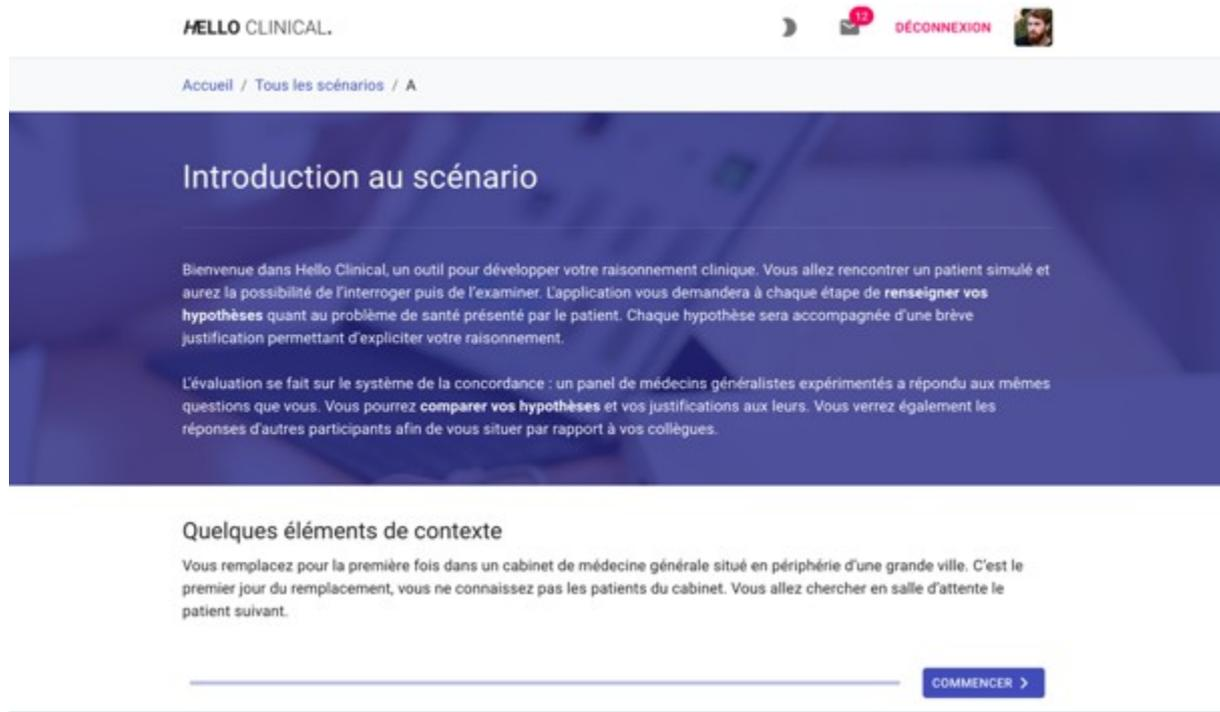 HELLO CLINICAL.
12
DÉCONNEXION
Accueil / Tous les scénarios / A
Introduction au scénario
Bienvenue dans Hello Clinical, un outil pour développer votre raisonnement clinique. Vous allez rencontrer un patient simulé et
aurez la possibilité de l'interroger puis de l'examiner. L'application vous demandera à chaque étape de renseigner vos
hypothèses quant au problème de santé présenté par le patient. Chaque hypothèse sera accompagnée d'une brève
justification permettant d'expliciter votre raisonnement.
L'évaluation se fait sur le système de la concordance : un panel de médecins généralistes expérimentés a répondu aux mêmes
questions que vous. Vous pourrez comparer vos hypothèses et vos justifications aux leurs. Vous verrez également les
réponses d'autres participants afin de vous situer par rapport à vos collègues.
Quelques éléments de contexte
Vous remplacez pour la première fois dans un cabinet de médecine générale situé en périphérie d'une grande ville. C'est le
premier jour du remplacement, vous ne connaissez pas les patients du cabinet. Vous allez chercher en salle d'attente le
patient suivant.
COMMENCER